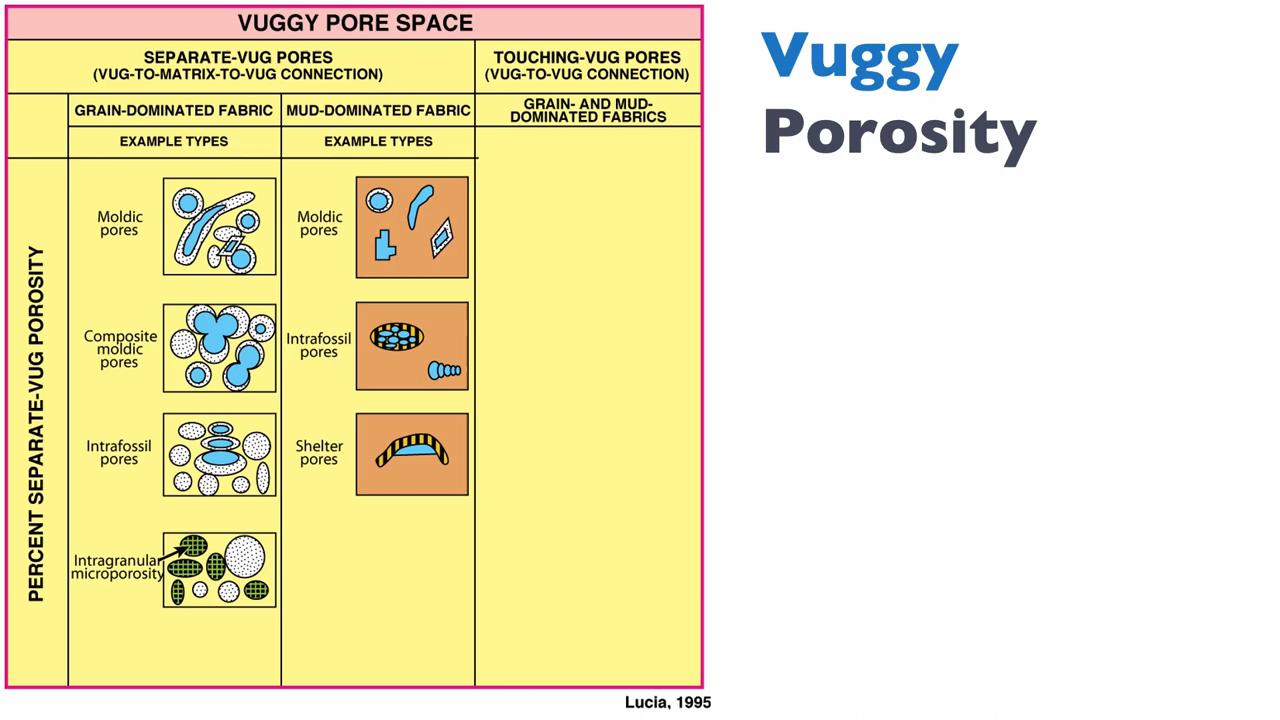 VUGGY PORE SPACE
SEPARATE-VUG PORES
(VUG-TO-MATRIX-TO-VUG CONNECTION)
TOUCHING-VUG PORES
(VUG-TO-VUG CONNECTION)
GRAIN-DOMINATED FABRIC
MUD-DOMINATED FABRIC
GRAIN- AND MUD-
DOMINATED FABRICS
EXAMPLE TYPES
EXAMPLE TYPES
PERCENT SEPARATE-VUG POROSITY
Moldic
pores
Moldic
pores
Composite
moldic
pores
Intrafossil
pores
Intrafossil
pores
Shelter
pores
Intragranular
microporosity
Lucia, 1995
Vuggy
Porosity